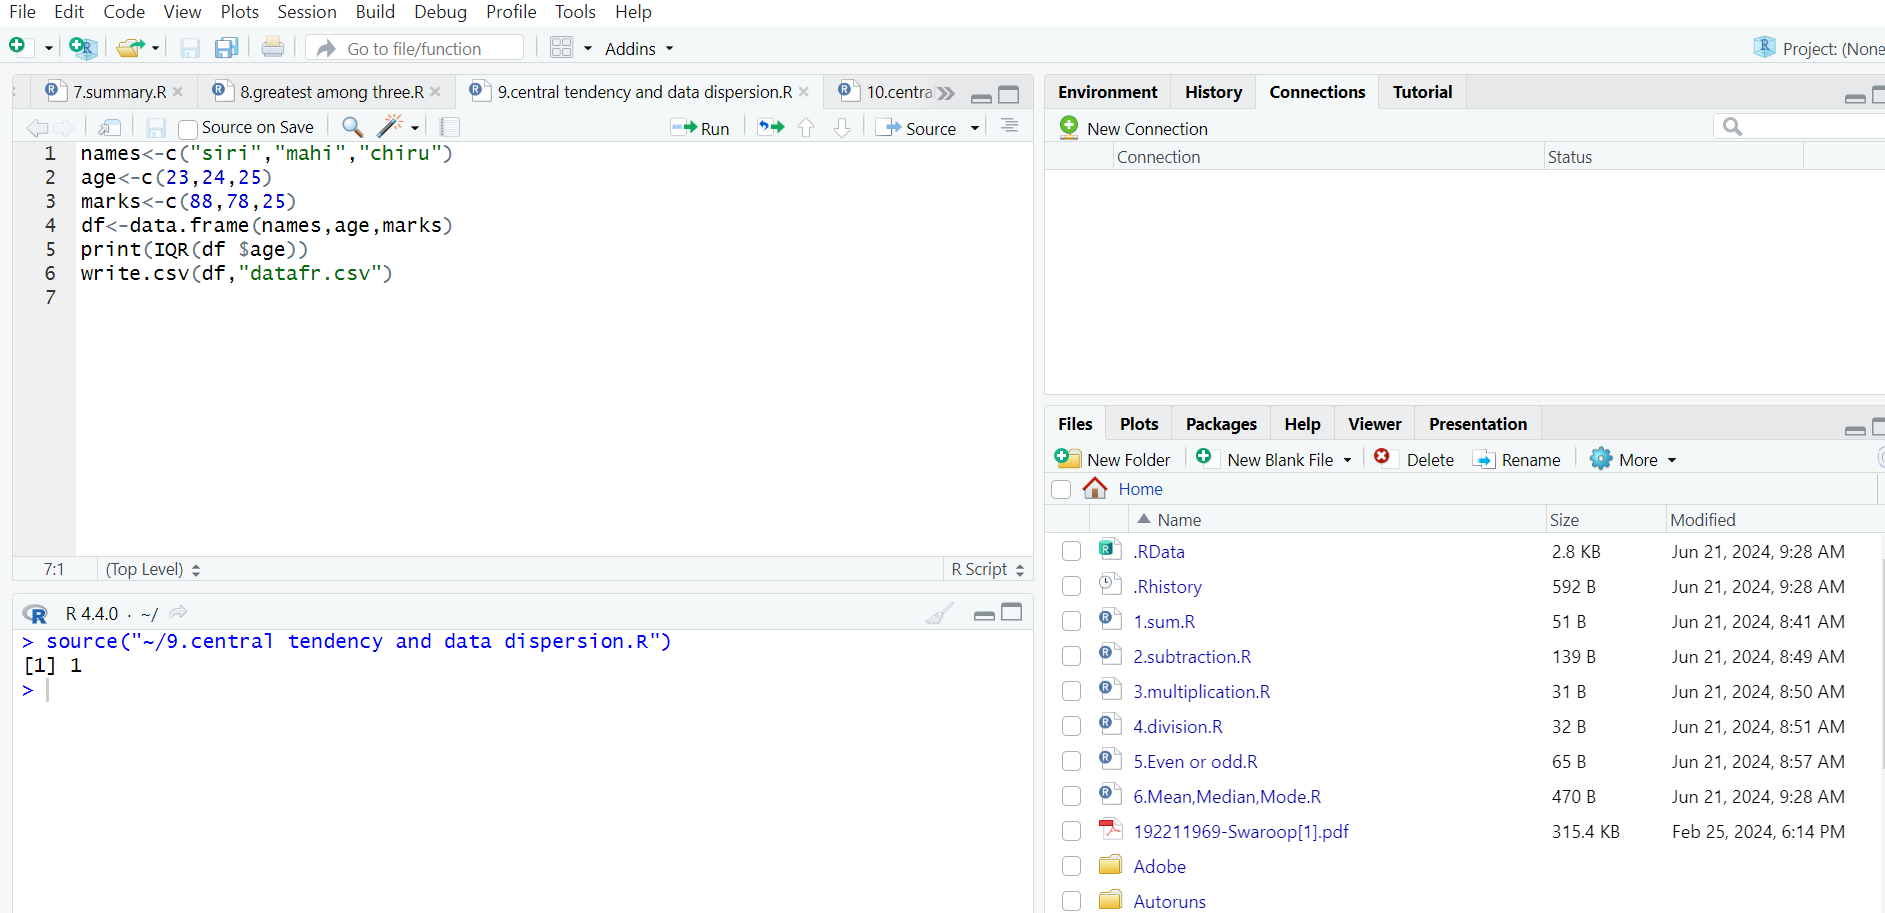 File Edit Code View Plots Session Build Debug Profile Tools Help
Go to file/function Addins Project: (None
7.summary.R 8.greatest among three.R 9.central tendency and data dispersion.R 10.centra
Source on Save Run Source
1 names<-c("siri","mahi","chiru")
2 age<-c(23,24,25)
3 marks<-c(88,78,25)
4 df<-data.frame(names,age,marks)
5 print(IQR(df $age))
6 write.csv(df,"datafr.csv")
7
7:1 (Top Level) R Script
R 4.4.0 · ~/
> source("~/9.central tendency and data dispersion.R")
[1] 1
>
Environment History Connections Tutorial
New Connection
Connection Status
Files Plots Packages Help Viewer Presentation
New Folder New Blank File Delete Rename More
Home
Name Size Modified
.RData 2.8 KB Jun 21, 2024, 9:28 AM
.Rhistory 592 B Jun 21, 2024, 9:28 AM
1.sum.R 51 B Jun 21, 2024, 8:41 AM
2.subtraction.R 139 B Jun 21, 2024, 8:49 AM
3.multiplication.R 31 B Jun 21, 2024, 8:50 AM
4.division.R 32 B Jun 21, 2024, 8:51 AM
5.Even or odd.R 65 B Jun 21, 2024, 8:57 AM
6.Mean,Median,Mode.R 470 B Jun 21, 2024, 9:28 AM
192211969-Swaroop[1].pdf 315.4 KB Feb 25, 2024, 6:14 PM
Adobe
Autoruns